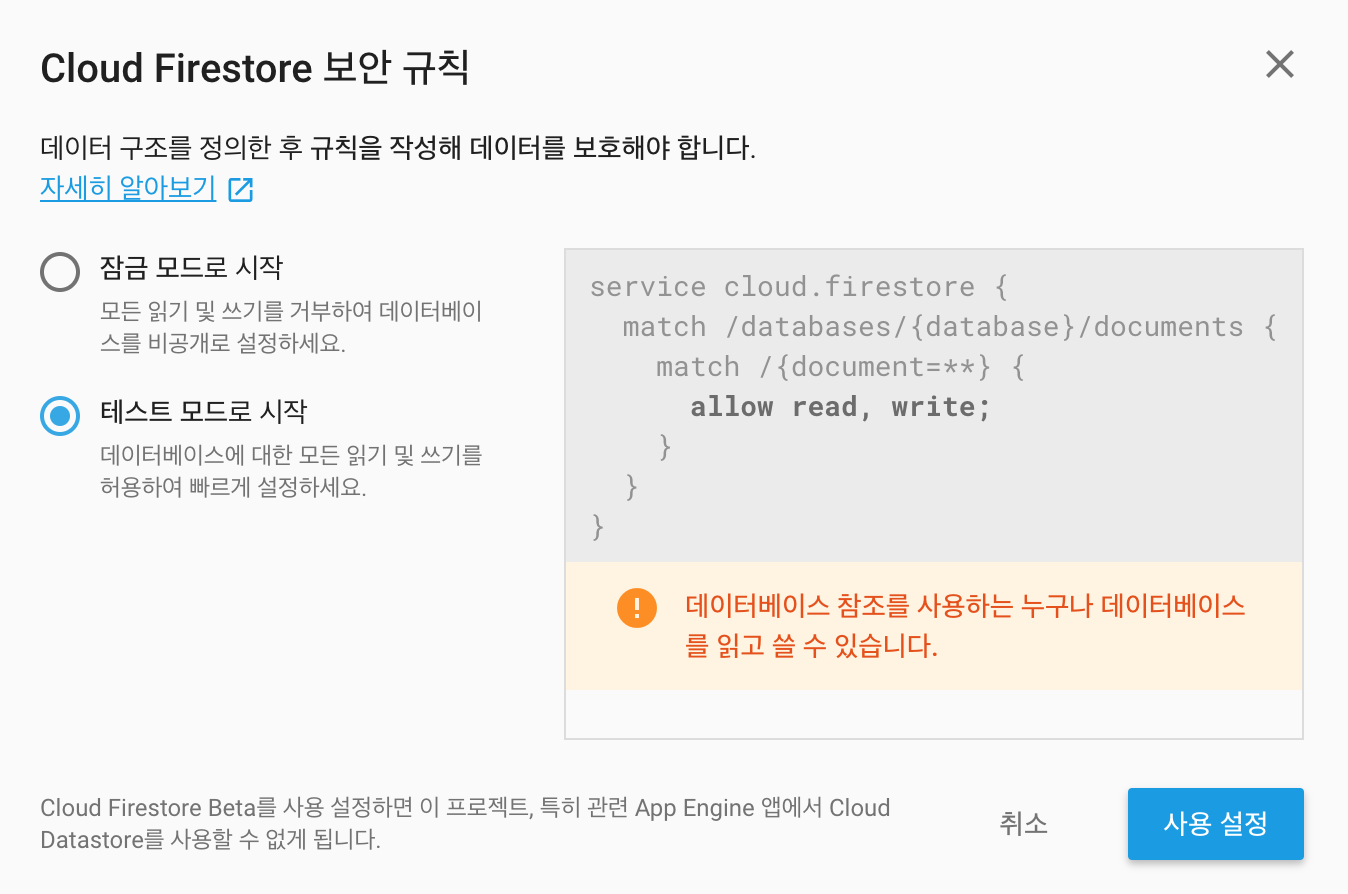 Cloud Firestore 보안 규칙
데이터 구조를 정의한 후 규칙을 작성해 데이터를 보호해야 합니다.
자세히 알아보기
잠금 모드로 시작
모든 읽기 및 쓰기를 거부하여 데이터베이
스를 비공개로 설정하세요.
테스트 모드로 시작
데이터베이스에 대한 모든 읽기 및 쓰기를
허용하여 빠르게 설정하세요.
service cloud.firestore {
  match /databases/{database}/documents {
    match /{document=**} {
      allow read, write;
    }
  }
}
데이터베이스 참조를 사용하는 누구나 데이터베이스
를 읽고 쓸 수 있습니다.
Cloud Firestore Beta를 사용 설정하면 이 프로젝트, 특히 관련 App Engine 앱에서 Cloud
Datastore를 사용할 수 없게 됩니다.
취소
사용 설정